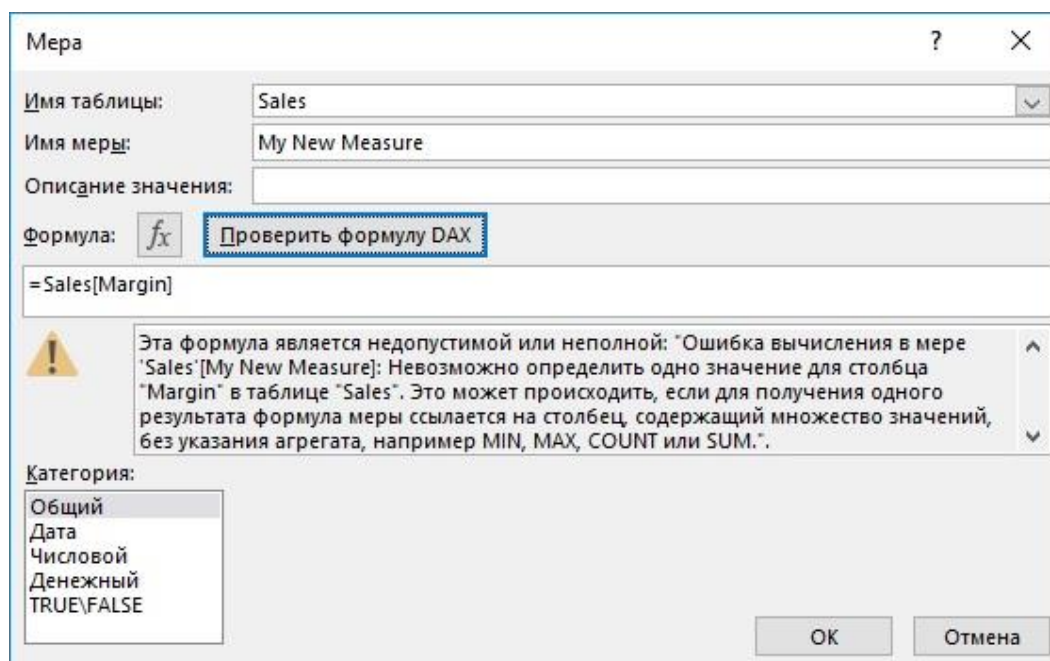 Мера
?
Имя таблицы: Sales
Имя меры: My New Measure
Описание значения:
Формула: fx Проверить формулу DAX
=Sales[Margin]
Эта формула является недопустимой или неполной: "Ошибка вычисления в мере
'Sales'[My New Measure]: Невозможно определить одно значение для столбца
"Margin" в таблице "Sales". Это может происходить, если для получения одного
результата формула меры ссылается на столбец, содержащий множество значений,
без указания агрегата, например MIN, MAX, COUNT или SUM.".
Категория:
Общий
Дата
Числовой
Денежный
TRUE\FALSE
ОК
Отмена